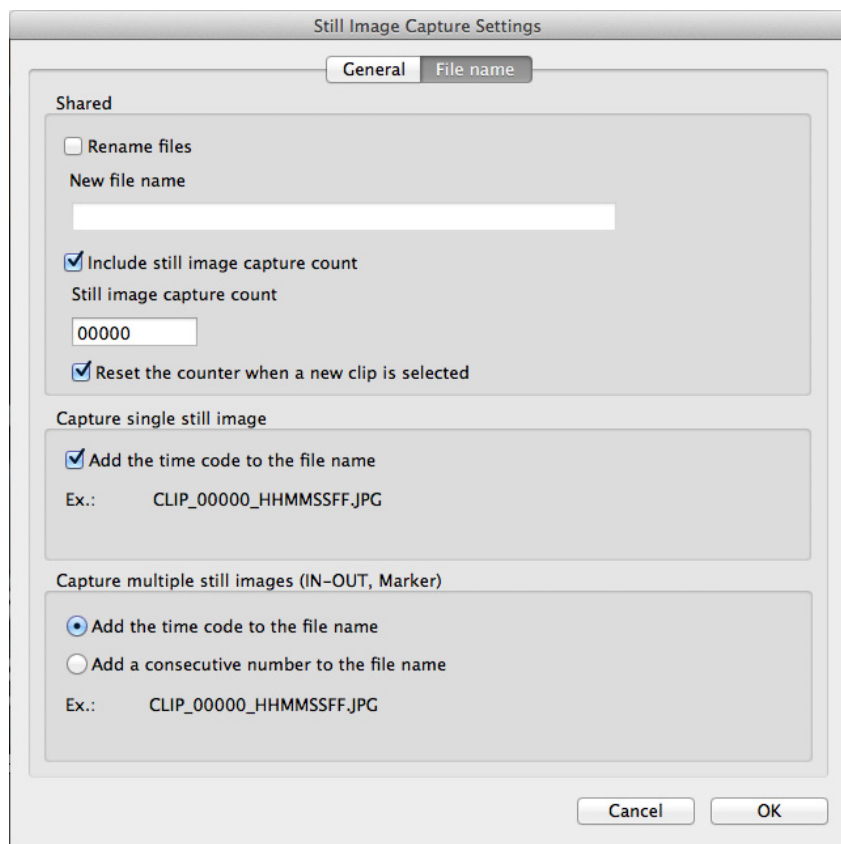 Still Image Capture Settings
General File name
Shared
Rename files
New file name
Include still image capture count
Still image capture count
00000
Reset the counter when a new clip is selected
Capture single still image
Add the time code to the file name
Ex.: CLIP_00000_HHMMSSFF.JPG
Capture multiple still images (IN-OUT, Marker)
Add the time code to the file name
Add a consecutive number to the file name
Ex.: CLIP_00000_HHMMSSFF.JPG
Cancel OK